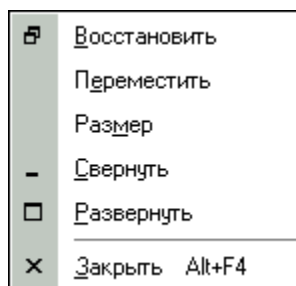 Восстановить
Переместить
Размер
Свернуть
Развернуть
Закрыть Alt+F4